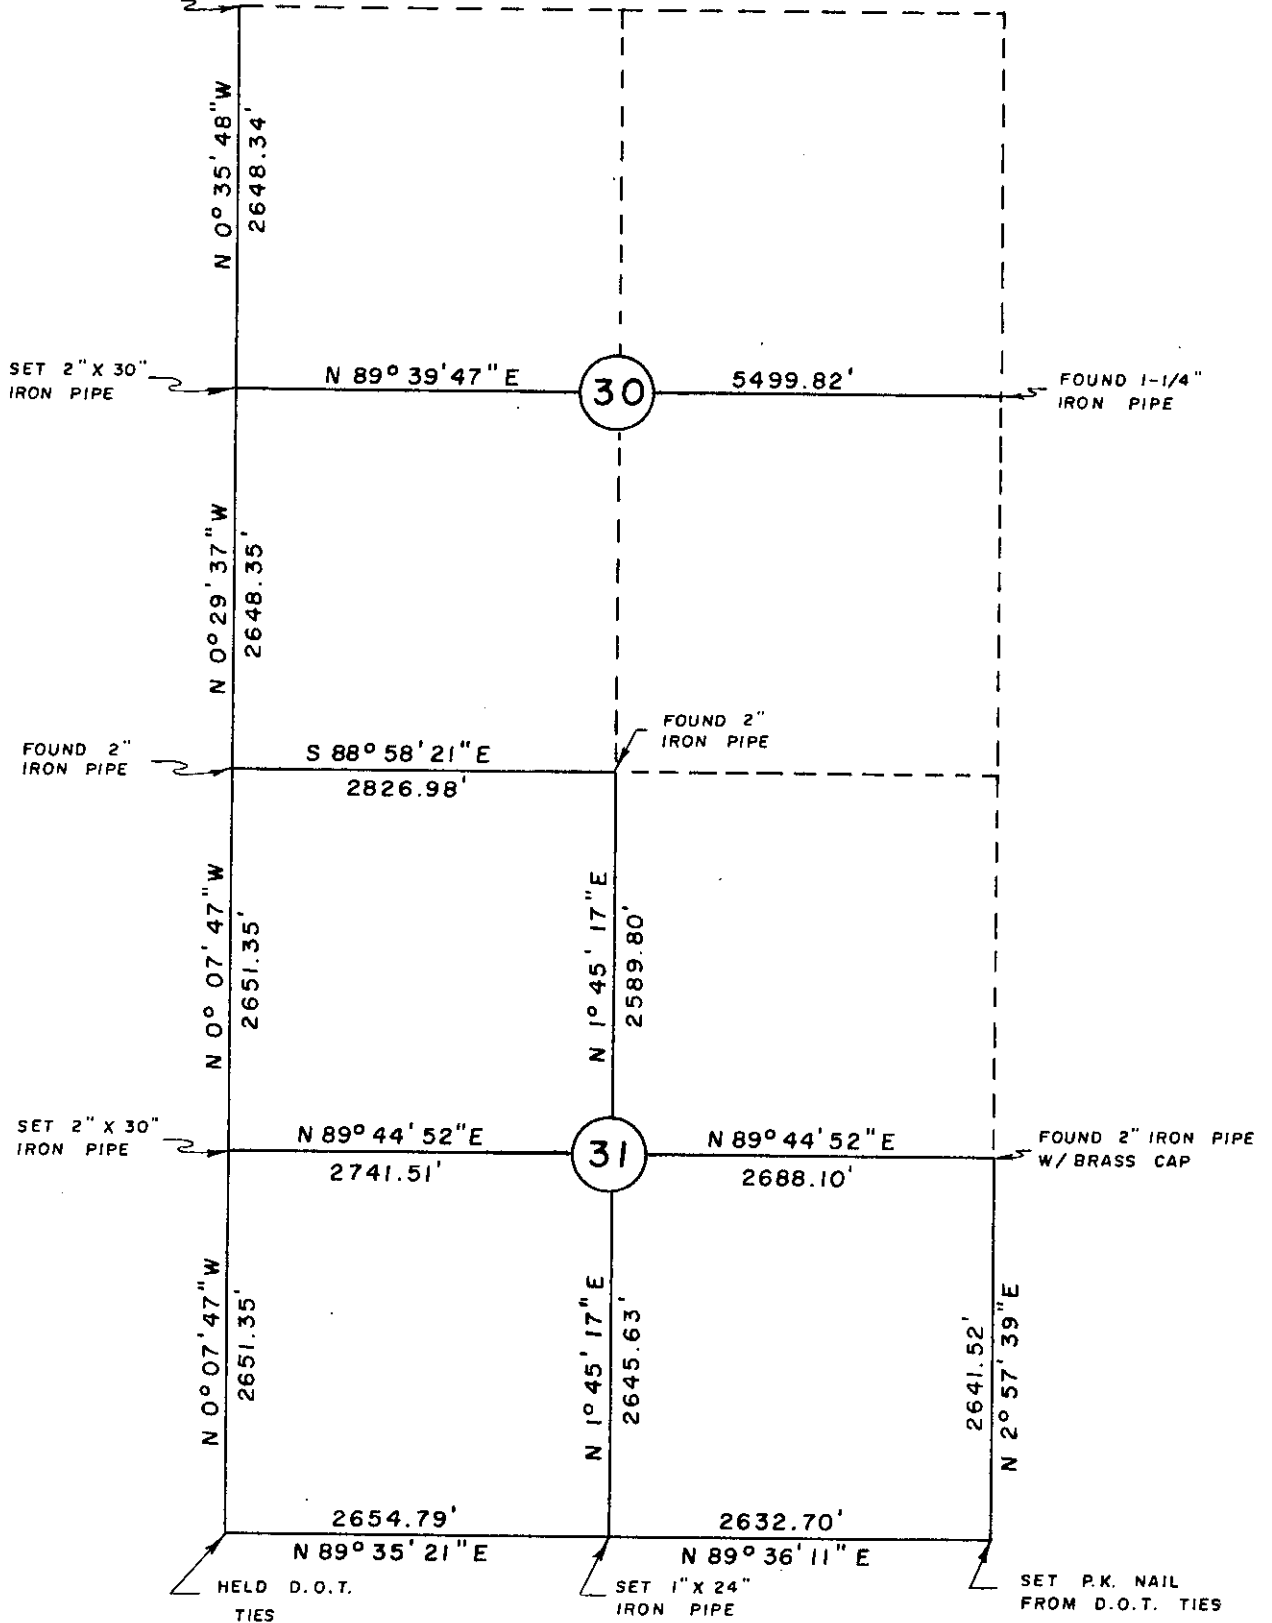 N 0° 35' 48" W
2648.34'
SET 2" X 30"
IRON PIPE
N 89° 39' 47" E
30
5499.82'
FOUND 1-1/4"
IRON PIPE
N 0° 29' 37" W
2648.35'
FOUND 2"
IRON PIPE
S 88° 58' 21" E
2826.98'
FOUND 2"
IRON PIPE
N 0° 07' 47" W
2651.35'
N 1° 45' 17" E
2589.80'
SET 2" X 30"
IRON PIPE
N 89° 44' 52" E
2741.51'
31
N 89° 44' 52" E
2688.10'
FOUND 2" IRON PIPE
W/ BRASS CAP
N 0° 07' 47" W
2651.35'
N 1° 45' 17" E
2645.63'
2641.52'
N 2° 57' 39" E
2654.79'
N 89° 35' 21" E
2632.70'
N 89° 36' 11" E
HELD D.O.T.
TIES
SET 1" X 24"
IRON PIPE
SET P.K. NAIL
FROM D.O.T. TIES